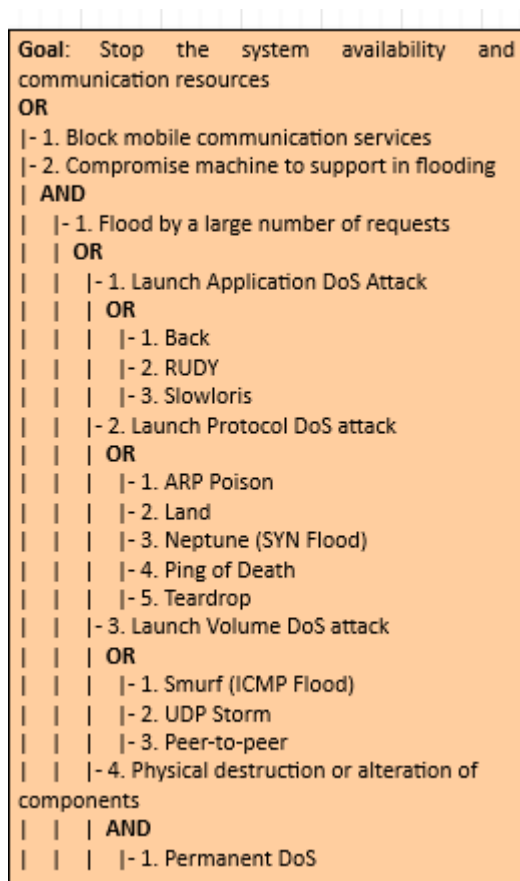 Goal: Stop the system availability and
communication resources
OR
|- 1. Block mobile communication services
|- 2. Compromise machine to support in flooding
| AND
| |- 1. Flood by a large number of requests
| | OR
| | |- 1. Launch Application DoS Attack
| | | OR
| | | |- 1. Back
| | | |- 2. RUDY
| | | |- 3. Slowloris
| | |- 2. Launch Protocol DoS attack
| | | OR
| | | |- 1. ARP Poison
| | | |- 2. Land
| | | |- 3. Neptune (SYN Flood)
| | | |- 4. Ping of Death
| | | |- 5. Teardrop
| | |- 3. Launch Volume DoS attack
| | | OR
| | | |- 1. Smurf (ICMP Flood)
| | | |- 2. UDP Storm
| | | |- 3. Peer-to-peer
| | |- 4. Physical destruction or alteration of
components
| | | AND
| | | |- 1. Permanent DoS